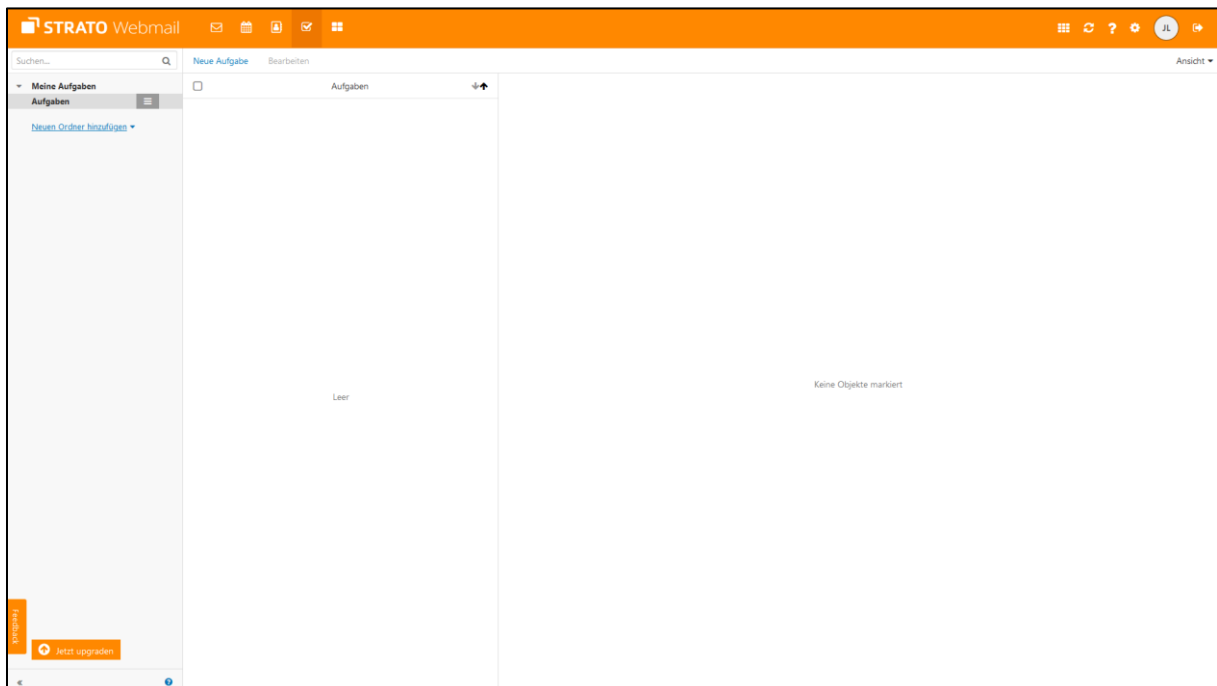 STRATO Webmail
JL
Suchen...
Neue Aufgabe Bearbeiten
Ansicht
Meine Aufgaben
Aufgaben
Neuen Ordner hinzufügen
Aufgaben
Leer
Keine Objekte markiert
Feedback
Jetzt upgraden